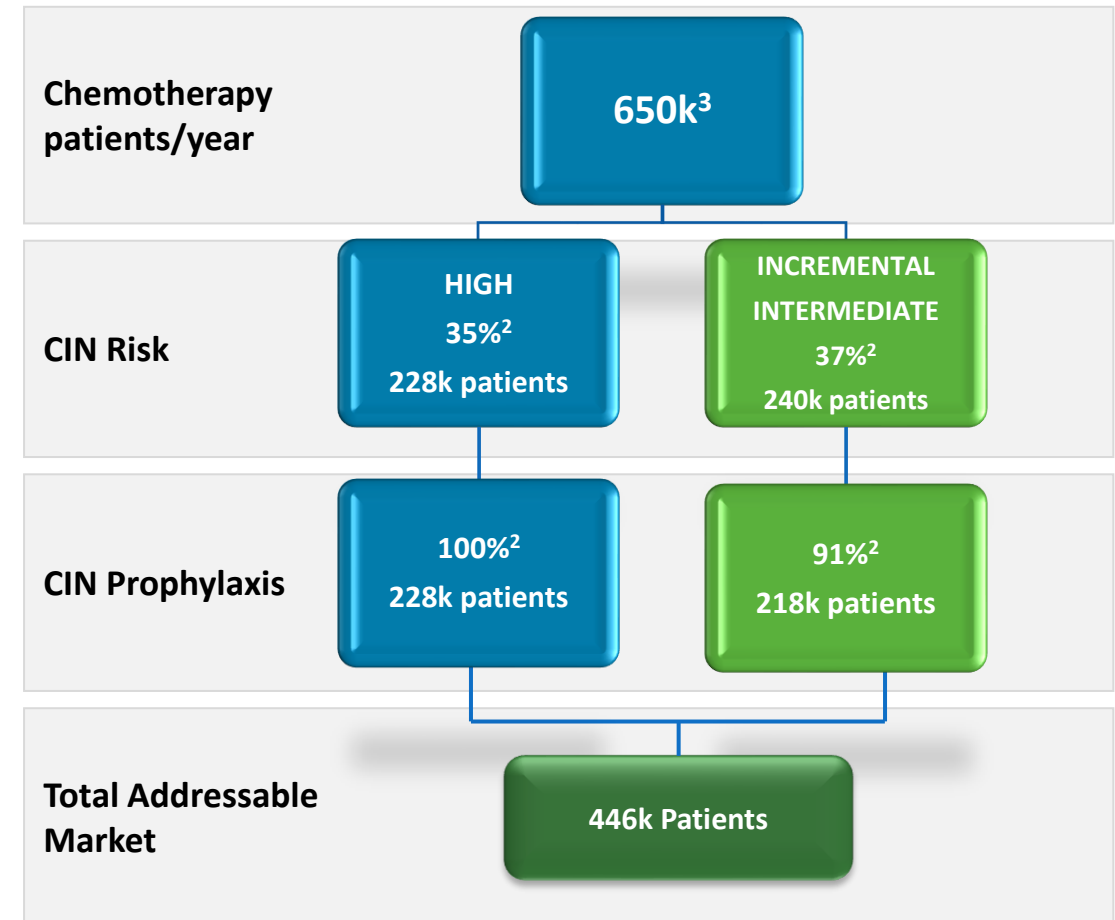 Chemotherapy
patients/year
650k³
CIN Risk
HIGH
35%²
228k patients
INCREMENTAL
INTERMEDIATE
37%²
240k patients
CIN Prophylaxis
100%²
228k patients
91%²
218k patients
Total Addressable
Market
446k Patients